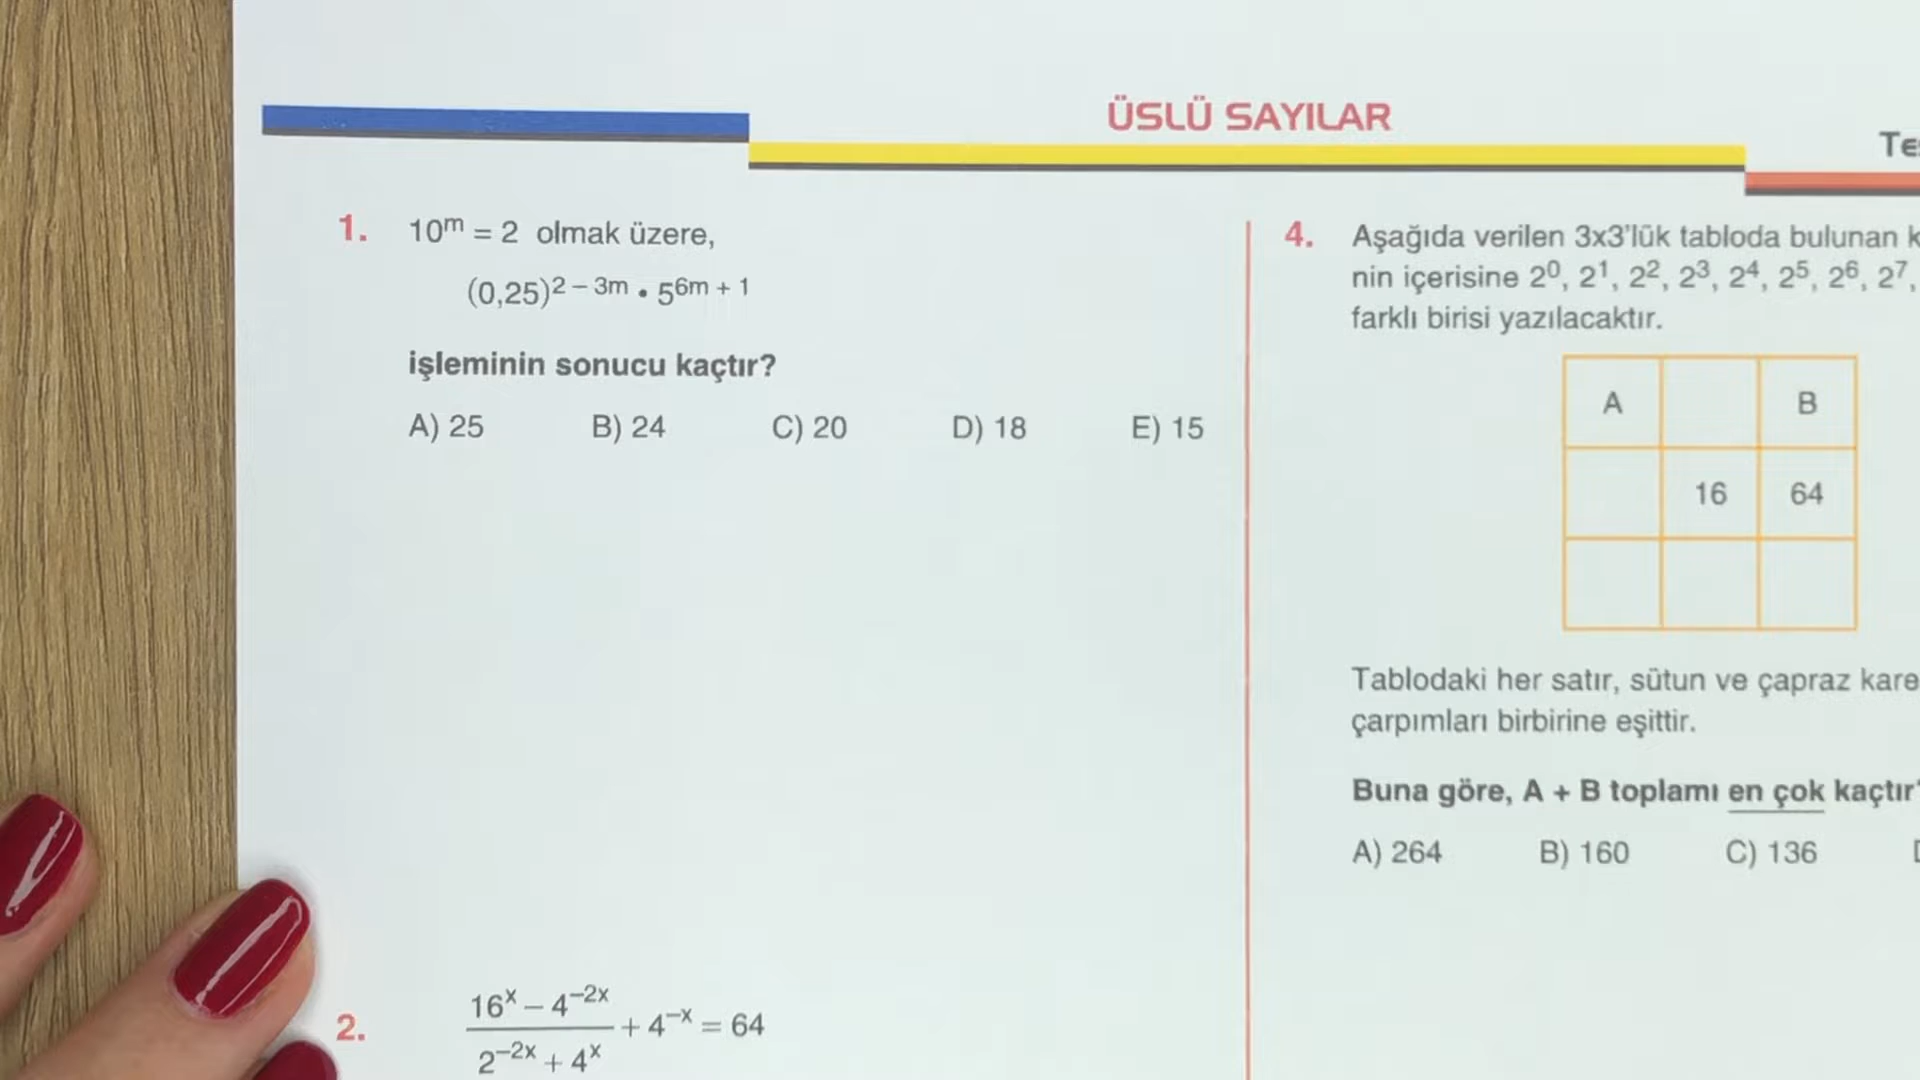 ÜSLÜ SAYILAR
1. 10^m = 2 olmak üzere,
(0,25)^2 – 3m • 5^6m + 1
işleminin sonucu kaçtır?
A) 25 B) 24 C) 20 D) 18 E) 15
2. 16^x – 4^–2x / 2^–2x + 4^x + 4^–x = 64
4. Aşağıda verilen 3x3'lük tabloda bulunan
nin içerisine 2^0, 2^1, 2^2, 2^3, 2^4, 2^5, 2^6, 2^7,
farklı birisi yazılacaktır.
A B
16 64
Tablodaki her satır, sütun ve çapraz kare
çarpımları birbirine eşittir.
Buna göre, A + B toplamı en çok kaçtır
A) 264 B) 160 C) 136